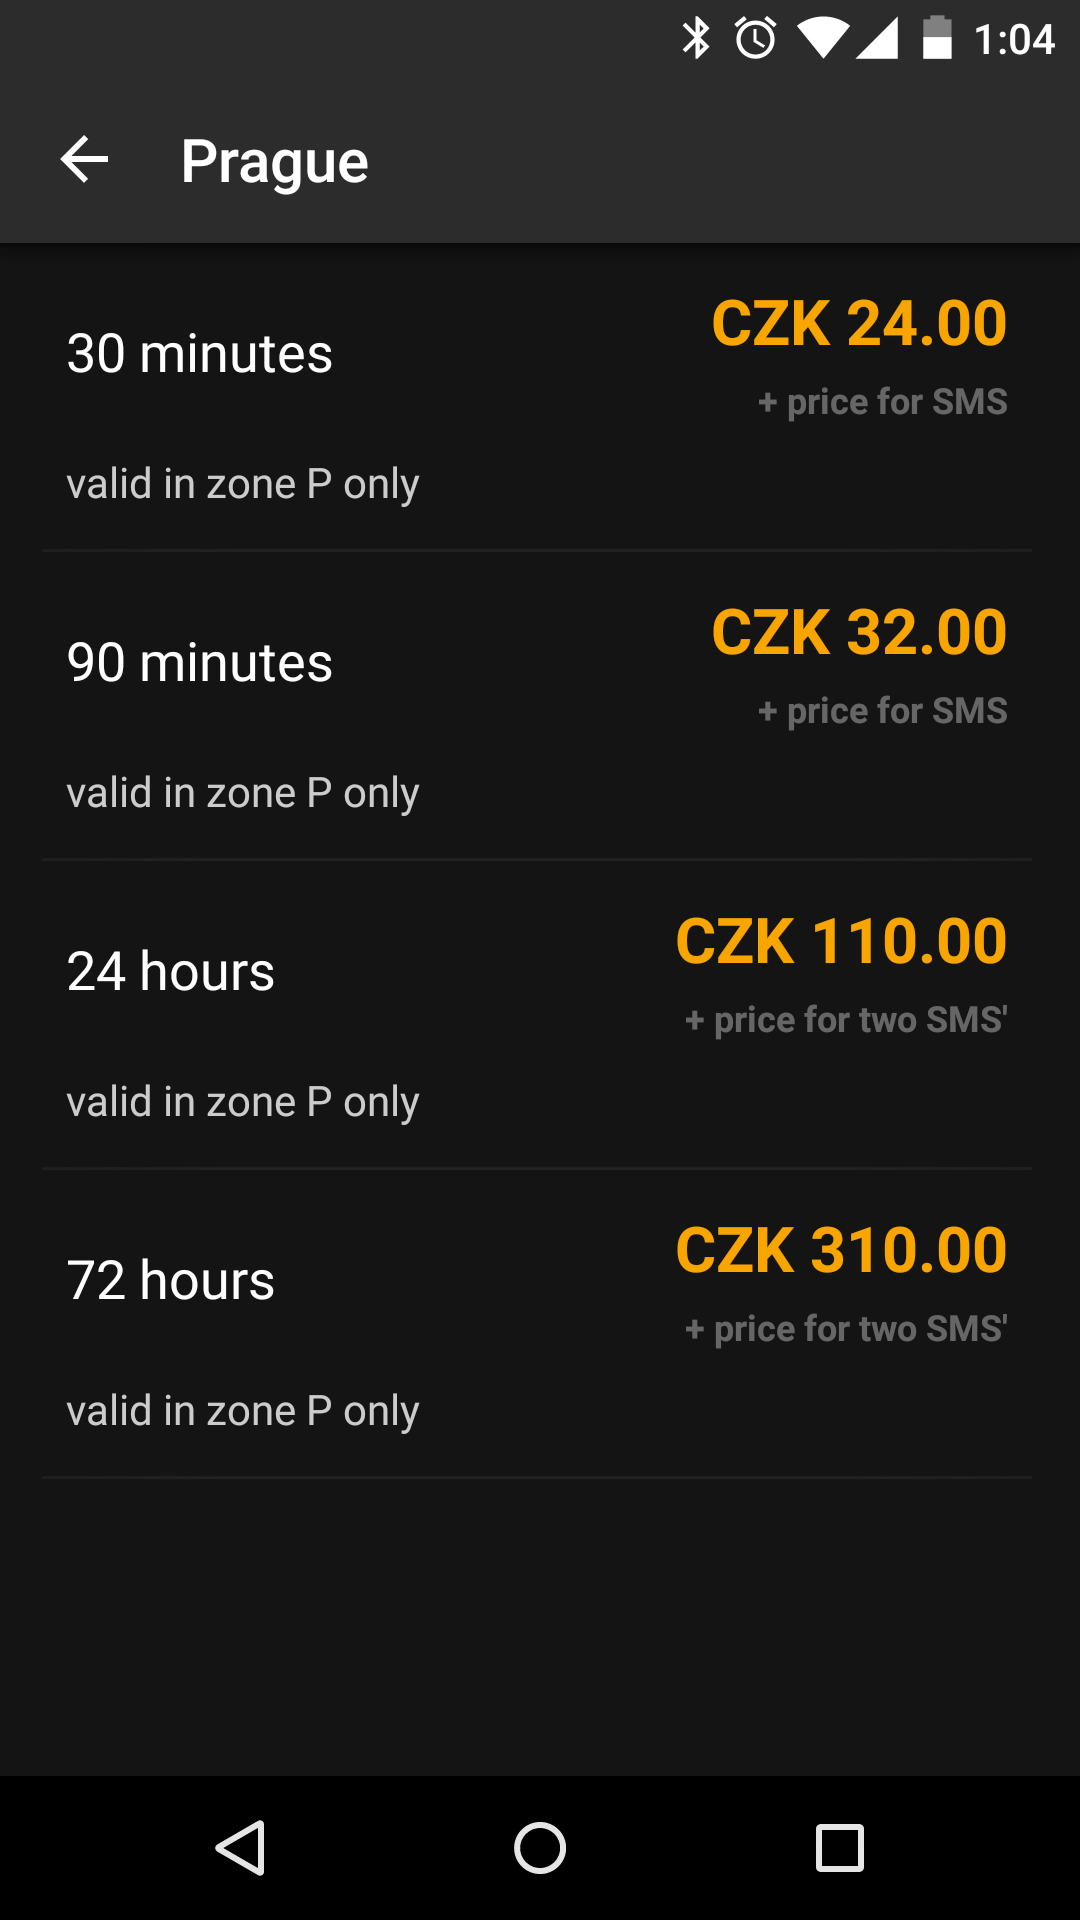 1:04
Prague
30 minutes
CZK 24.00
+ price for SMS
valid in zone P only
90 minutes
CZK 32.00
+ price for SMS
valid in zone P only
24 hours
CZK 110.00
+ price for two SMS'
valid in zone P only
72 hours
CZK 310.00
+ price for two SMS'
valid in zone P only